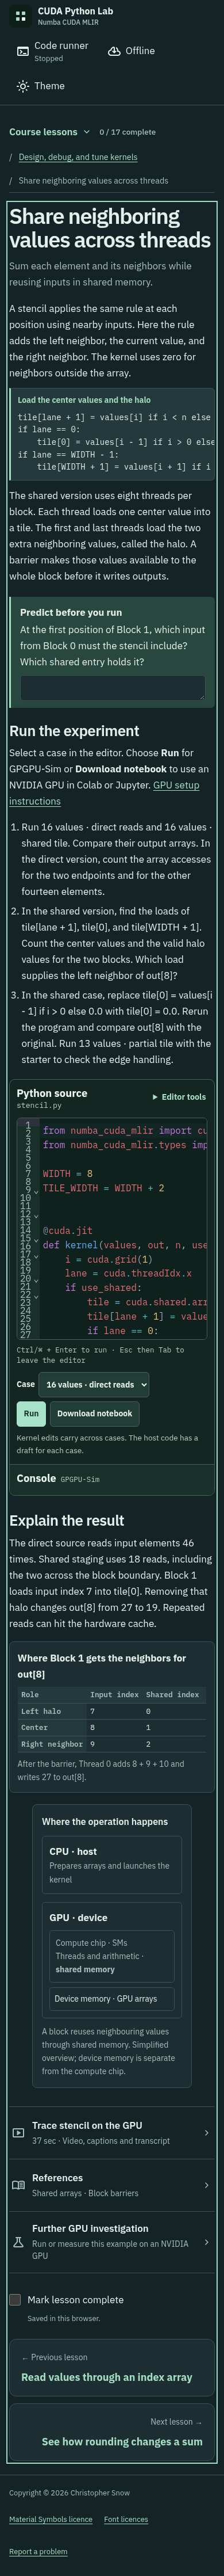 CUDA Python Lab
Numba CUDA MLIR
Code runner
Stopped
Offline
Theme
Course lessons
0 / 17 complete
/ Design, debug, and tune kernels
/ Share neighboring values across threads
Share neighboring
values across threads
Sum each element and its neighbors while
reusing inputs in shared memory.
A stencil applies the same rule at each
position using nearby inputs. Here the rule
adds the left neighbor, the current value, and
the right neighbor. The kernel uses zero for
neighbors outside the array.
Load the center values and the halo
tile[lane + 1] = values[i] if i < n else
if lane == 0:
tile[0] = values[i - 1] if i > 0 else
if lane == WIDTH - 1:
tile[WIDTH + 1] = values[i + 1] if i
The shared version uses eight threads per
block. Each thread loads one center value into
a tile. The first and last threads load the two
extra neighboring values, called the halo. A
barrier makes those values available to the
whole block before it writes outputs.
Predict before you run
At the first position of Block 1, which input
from Block 0 must the stencil include?
Which shared entry holds it?
Run the experiment
Select a case in the editor. Choose Run for
GPGPU-Sim or Download notebook to use an
NVIDIA GPU in Colab or Jupyter. GPU setup
instructions
1. Run 16 values · direct reads and 16 values ·
shared tile. Compare their output arrays. In
the direct version, count the array accesses
for the two endpoints and for the other
fourteen elements.
2. In the shared version, find the loads of
tile[lane + 1], tile[0], and tile[WIDTH + 1].
Count the center values and the halo
values for the two blocks. Which load
supplies the left neighbor of out[8]?
3. In the shared case, replace tile[0] = values[i
- 1] if i > 0 else 0.0 with tile[0] = 0.0. Rerun
the program and compare out[8] with the
original. Run 13 values · partial tile with the
starter to check the edge handling.
Python source
stencil.py
Editor tools
1
2
3
4
5
6
7
8
9
10
11
12
13
14
15
16
17
18
19
20
21
22
23
24
25
26
27
from numba_cuda_mlir import cu
from numba_cuda_mlir.types imp
WIDTH = 8
TILE_WIDTH = WIDTH + 2
@cuda.jit
def kernel(values, out, n, use
i = cuda.grid(1)
lane = cuda.threadIdx.x
if use_shared:
tile = cuda.shared.arr
tile[lane + 1] = value
if lane == 0:
Ctrl/⌘ + Enter to run · Esc then Tab to
leave the editor
Case 16 values · direct reads
Run Download notebook
Kernel edits carry across cases. The host code has a
draft for each case.
Console GPGPU-Sim
Explain the result
The direct source reads input elements 46
times. Shared staging uses 18 reads, including
the two across the block boundary. Block 1
loads input index 7 into tile[0]. Removing that
halo changes out[8] from 27 to 19. Repeated
reads can hit the hardware cache.
Where Block 1 gets the neighbors for
out[8]
Role Input index Shared index
Left halo 7 0
Center 8 1
Right neighbor 9 2
After the barrier, Thread 0 adds 8 + 9 + 10 and
writes 27 to out[8].
Where the operation happens
CPU · host
Prepares arrays and launches the
kernel
GPU · device
Compute chip · SMs
Threads and arithmetic ·
shared memory
Device memory · GPU arrays
A block reuses neighbouring values
through shared memory. Simplified
overview; device memory is separate
from the compute chip.
Trace stencil on the GPU
37 sec · Video, captions and transcript
References
Shared arrays · Block barriers
Further GPU investigation
Run or measure this example on an NVIDIA
GPU
Mark lesson complete
Saved in this browser.
← Previous lesson
Read values through an index array
Next lesson →
See how rounding changes a sum
Copyright © 2026 Christopher Snow
Material Symbols licence Font licences
Report a problem